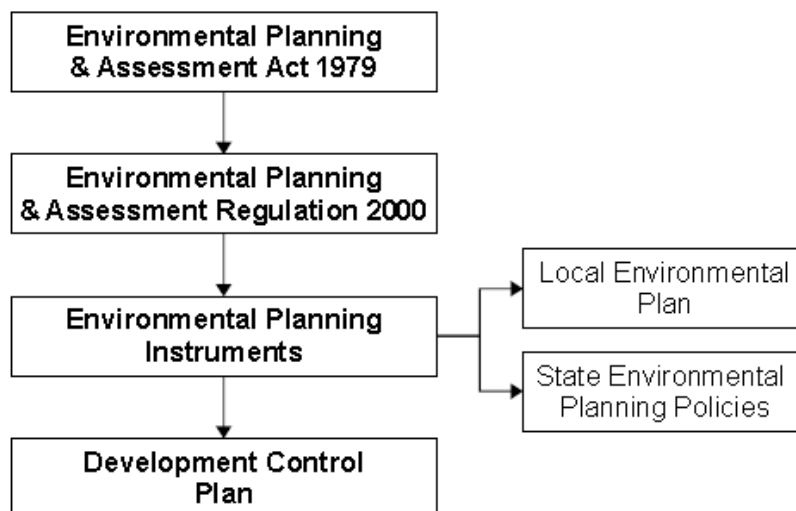 Environmental Planning
& Assessment Act 1979
Environmental Planning
& Assessment Regulation 2000
Environmental Planning
Instruments
Local Environmental
Plan
State Environmental
Planning Policies
Development Control
Plan